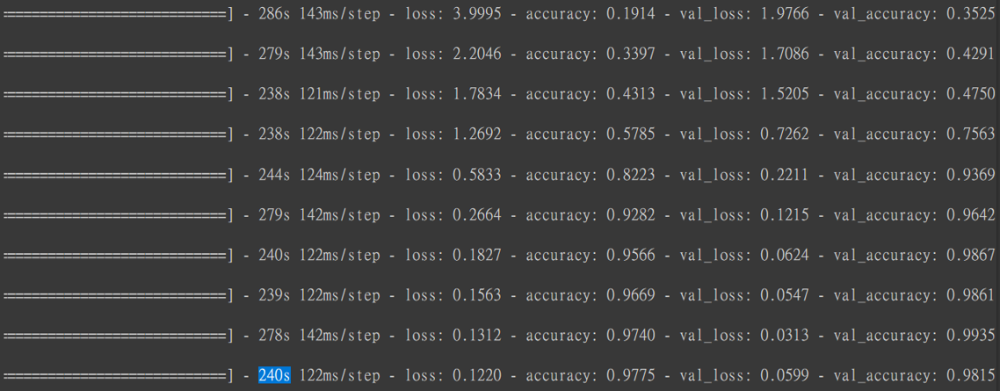 ==============================] - 286s 143ms/step - loss: 3.9995 - accuracy: 0.1914 - val_loss: 1.9766 - val_accuracy: 0.3525
==============================] - 279s 143ms/step - loss: 2.2046 - accuracy: 0.3397 - val_loss: 1.7086 - val_accuracy: 0.4291
==============================] - 238s 121ms/step - loss: 1.7834 - accuracy: 0.4313 - val_loss: 1.5205 - val_accuracy: 0.4750
==============================] - 238s 122ms/step - loss: 1.2692 - accuracy: 0.5785 - val_loss: 0.7262 - val_accuracy: 0.7563
==============================] - 244s 124ms/step - loss: 0.5833 - accuracy: 0.8223 - val_loss: 0.2211 - val_accuracy: 0.9369
==============================] - 279s 142ms/step - loss: 0.2664 - accuracy: 0.9282 - val_loss: 0.1215 - val_accuracy: 0.9642
==============================] - 240s 122ms/step - loss: 0.1827 - accuracy: 0.9566 - val_loss: 0.0624 - val_accuracy: 0.9867
==============================] - 239s 122ms/step - loss: 0.1563 - accuracy: 0.9669 - val_loss: 0.0547 - val_accuracy: 0.9861
==============================] - 278s 142ms/step - loss: 0.1312 - accuracy: 0.9740 - val_loss: 0.0313 - val_accuracy: 0.9935
==============================] - 240s 122ms/step - loss: 0.1220 - accuracy: 0.9775 - val_loss: 0.0599 - val_accuracy: 0.9815